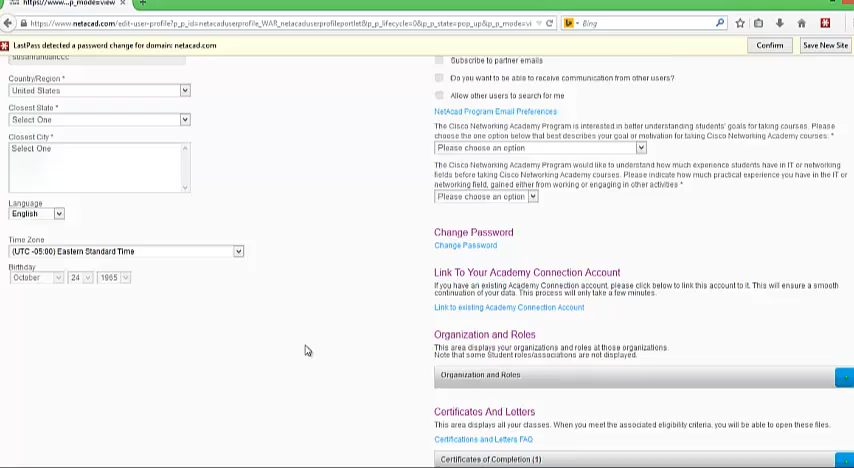 https://www...p_mode=view
https://www.netacad.com/edit-user-profile?p_p_id=netacaduserprofile_WAR_netacaduserprofileportlet&p_p_lifecycle=0&p_p_state=pop_up&p_p_mode=vi
Bing
LastPass detected a password change for domain: netacad.com
Confirm
Save New Site
Country/Region *
United States
Closest State *
Select One
Closest City *
Select One
Language
English
Time Zone
(UTC -05:00) Eastern Standard Time
Birthday
October 24 1965
Subscribe to partner emails
Do you want to be able to receive communication from other users?
Allow other users to search for me
NetAcad Program Email Preferences
The Cisco Networking Academy Program is interested in better understanding students' goals for taking courses. Please
choose the one option below that best describes your goal or motivation for taking Cisco Networking Academy courses: *
Please choose an option
The Cisco Networking Academy Program would like to understand how much experience students have in IT or networking
fields before taking Cisco Networking Academy courses. Please indicate how much practical experience you have in the IT or
networking field, gained either from working or engaging in other activities *
Please choose an option
Change Password
Change Password
Link To Your Academy Connection Account
If you have an existing Academy Connection account, please click below to link this account to it. This will ensure a smooth
continuation of your data. This process will only take a few minutes.
Link to existing Academy Connection Account
Organization and Roles
This area displays your organizations and roles at those organizations.
Note that some Student roles/associations are not displayed.
Organization and Roles
Certificates And Letters
This area displays all your classes. When you meet the associated eligibility criteria, you will be able to open these files.
Certifications and Letters FAQ
Certificates of Completion (1)